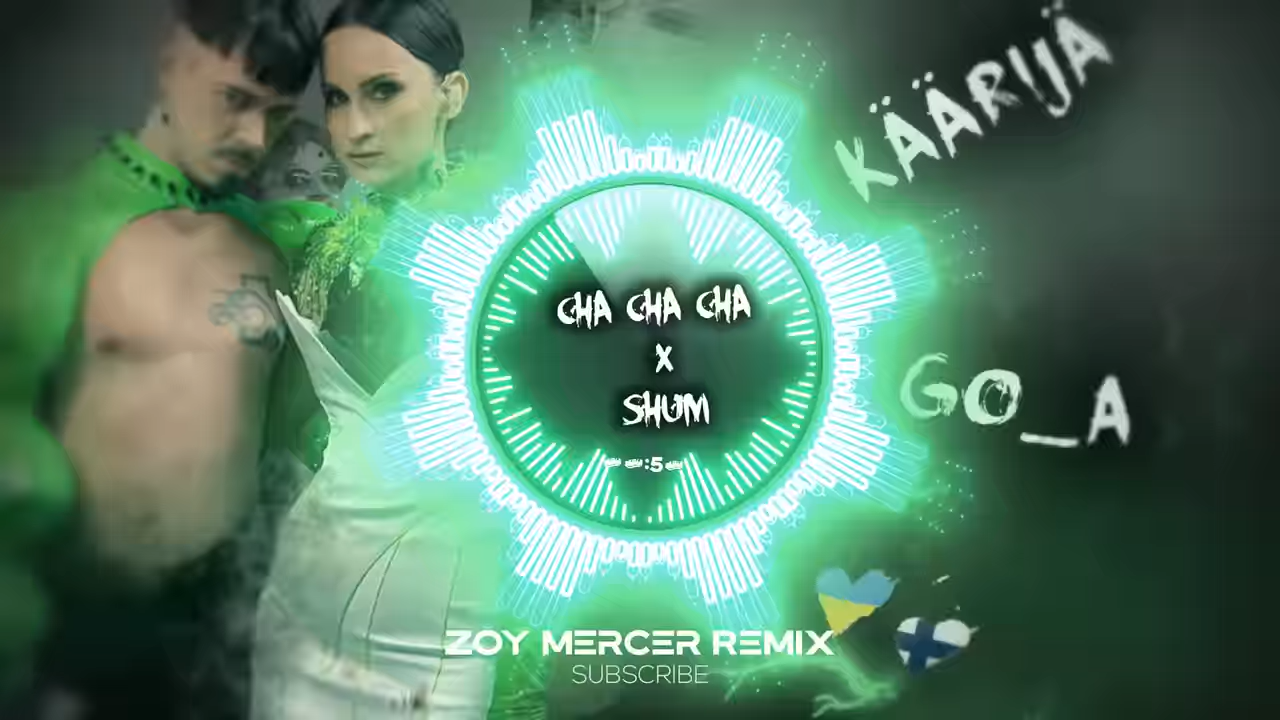 KÄÄRIJÄ
CHA CHA CHA
X
SHUM
GO_A
ZOY MERCER REMIX
SUBSCRIBE